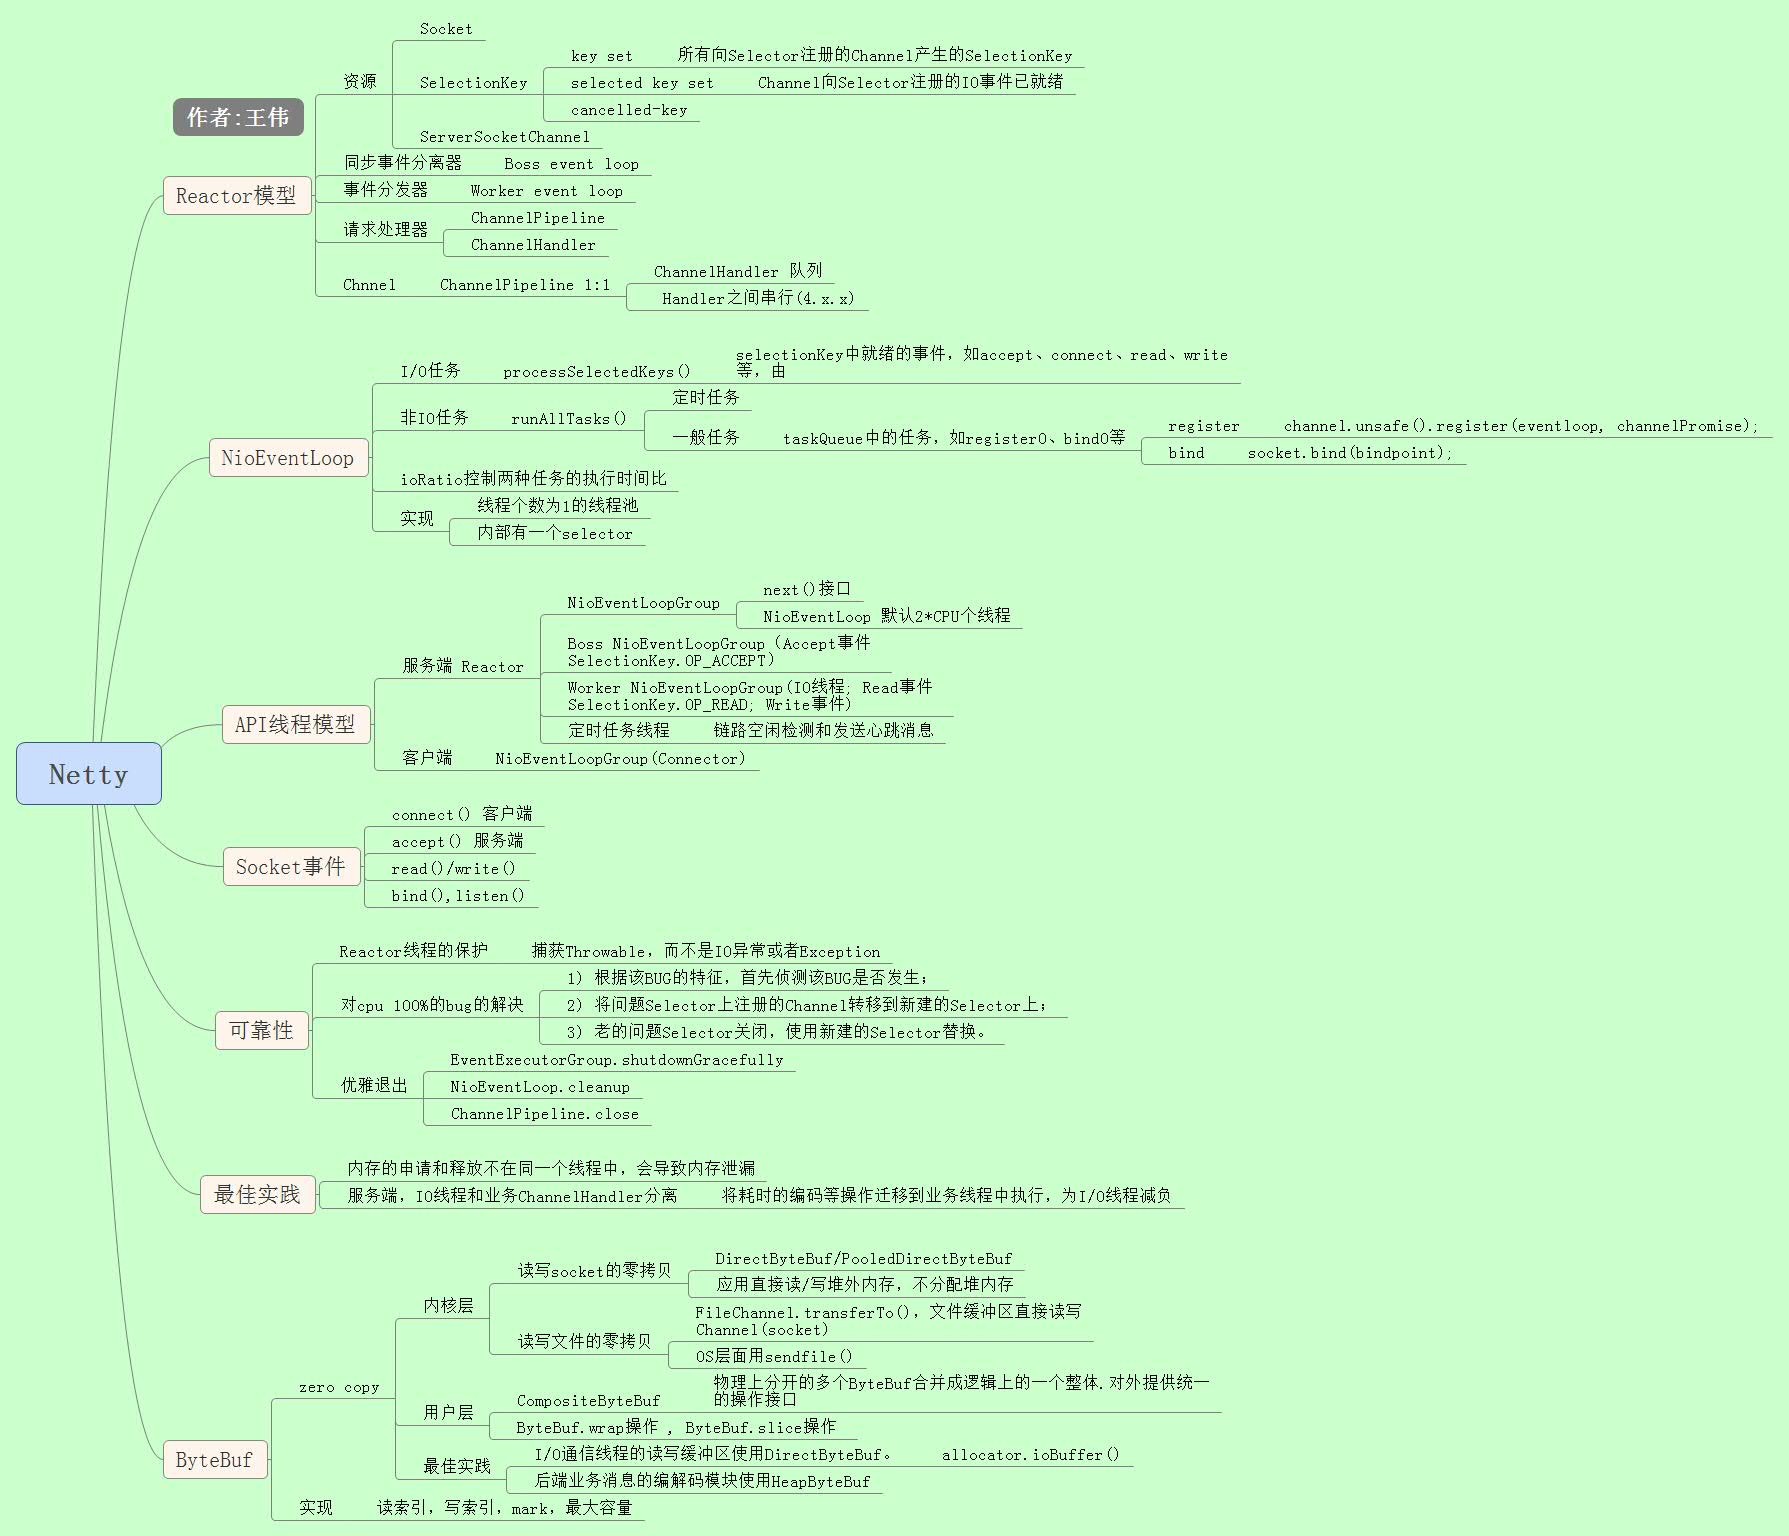 Netty
作者:王伟
Reactor模型
资源
Socket
SelectionKey
key set
所有向Selector注册的Channel产生的SelectionKey
selected key set
Channel向Selector注册的IO事件已就绪
cancelled-key
ServerSocketChannel
同步事件分离器
Boss event loop
事件分发器
Worker event loop
请求处理器
ChannelPipeline
ChannelHandler
Chnnel
ChannelPipeline 1:1
ChannelHandler 队列
Handler之间串行(4.x.x)
NioEventLoop
I/O任务
processSelectedKeys()
selectionKey中就绪的事件，如accept、connect、read、write
等，由
非IO任务
runAllTasks()
定时任务
一般任务
taskQueue中的任务，如register0、bind0等
register
channel.unsafe().register(eventloop, channelPromise);
bind
socket.bind(bindpoint);
ioRatio控制两种任务的执行时间比
实现
线程个数为1的线程池
内部有一个selector
API线程模型
服务端 Reactor
NioEventLoopGroup
next()接口
NioEventLoop 默认2*CPU个线程
Boss NioEventLoopGroup（Accept事件
SelectionKey.OP_ACCEPT)
Worker NioEventLoopGroup(IO线程; Read事件
SelectionKey.OP_READ; Write事件)
定时任务线程
链路空闲检测和发送心跳消息
客户端
NioEventLoopGroup(Connector)
Socket事件
connect() 客户端
accept() 服务端
read()/write()
bind(),listen()
可靠性
Reactor线程的保护
捕获Throwable，而不是IO异常或者Exception
对cpu 100%的bug的解决
1) 根据该BUG的特征，首先侦测该BUG是否发生；
2) 将问题Selector上注册的Channel转移到新建的Selector上；
3) 老的问题Selector关闭，使用新建的Selector替换。
优雅退出
EventExecutorGroup.shutdownGracefully
NioEventLoop.cleanup
ChannelPipeline.close
最佳实践
内存的申请和释放不在同一个线程中，会导致内存泄漏
服务端，IO线程和业务ChannelHandler分离
将耗时的编码等操作迁移到业务线程中执行，为I/O线程减负
ByteBuf
zero copy
内核层
读写socket的零拷贝
DirectByteBuf/PooledDirectByteBuf
应用直接读/写堆外内存，不分配堆内存
读写文件的零拷贝
FileChannel.transferTo()，文件缓冲区直接读写
Channel(socket)
OS层面用sendfile()
用户层
CompositeByteBuf
物理上分开的多个ByteBuf合并成逻辑上的一个整体.对外提供统一
的操作接口
ByteBuf.wrap操作 , ByteBuf.slice操作
最佳实践
I/O通信线程的读写缓冲区使用DirectByteBuf。
allocator.ioBuffer()
后端业务消息的编解码模块使用HeapByteBuf
实现
读索引，写索引，mark，最大容量